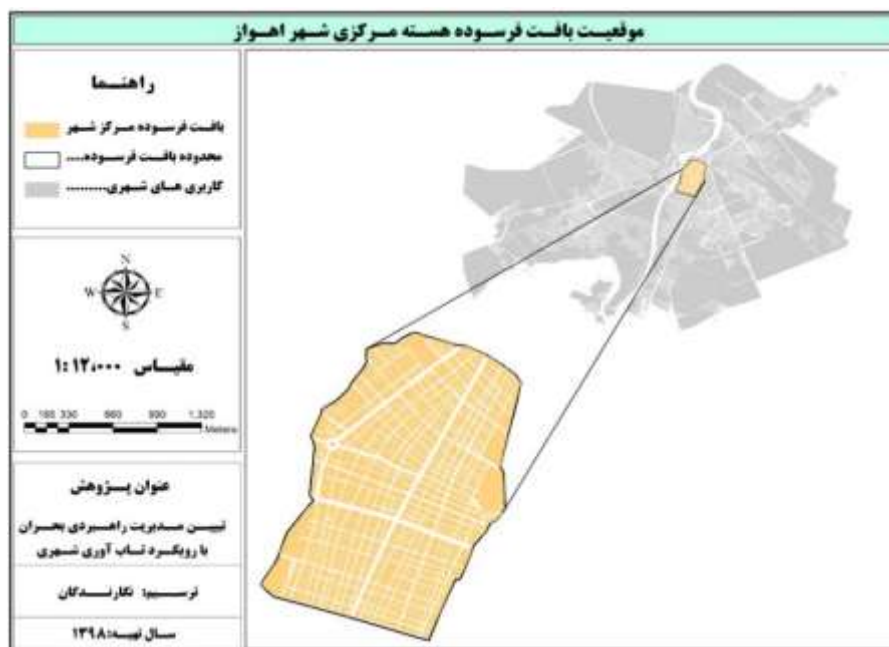 موقعیت بافت فرسوده هسته مرکزی شهر اهواز
راهنما
بافت فرسوده مرکز شهر
محدوده بافت فرسوده....
کاربری های شهری.........
N
W E
S
مقیاس ۱:۱۲،۰۰۰
0 165 330 660 990 1,320
Meters
عنوان پژوهش
تبیین مدیریت راهبردی بحران
با رویکرد تاب آوری شهری
ترسیم: نگارندگان
سال تهیه: ۱۳۹۸